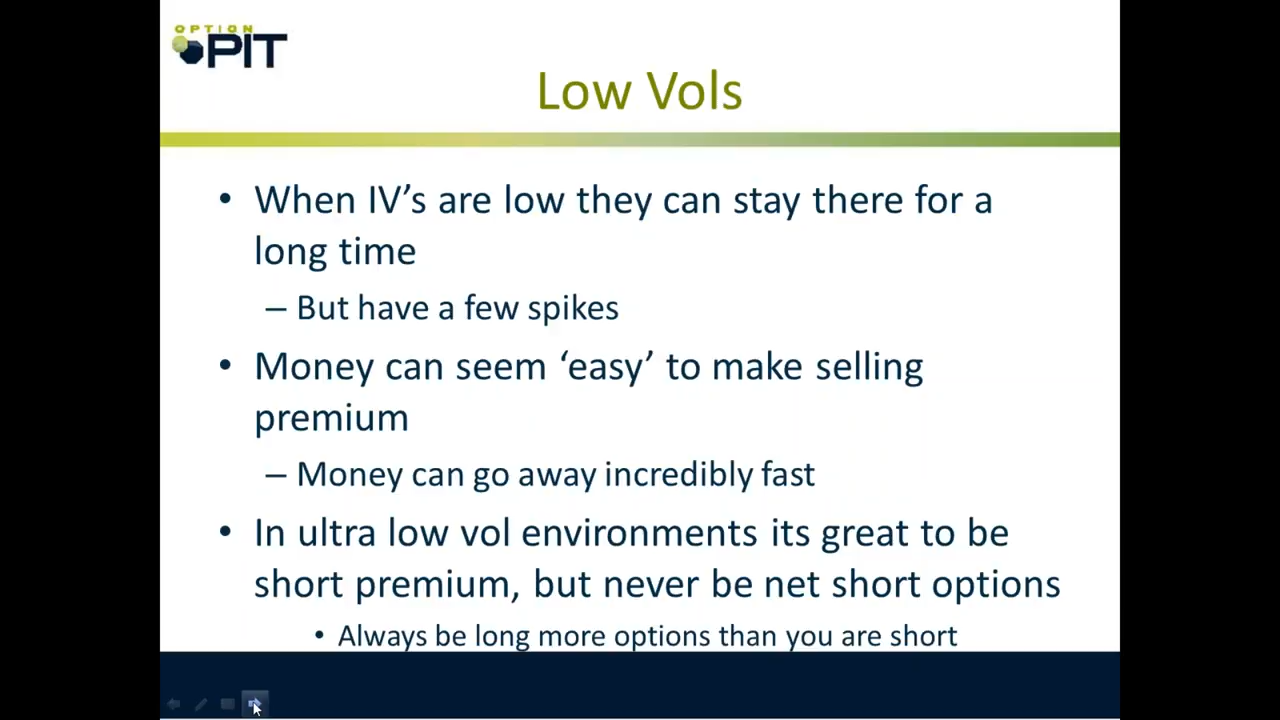 OPTION
PIT
Low Vols
• When IV’s are low they can stay there for a
long time
– But have a few spikes
• Money can seem ‘easy’ to make selling
premium
– Money can go away incredibly fast
• In ultra low vol environments its great to be
short premium, but never be net short options
• Always be long more options than you are short